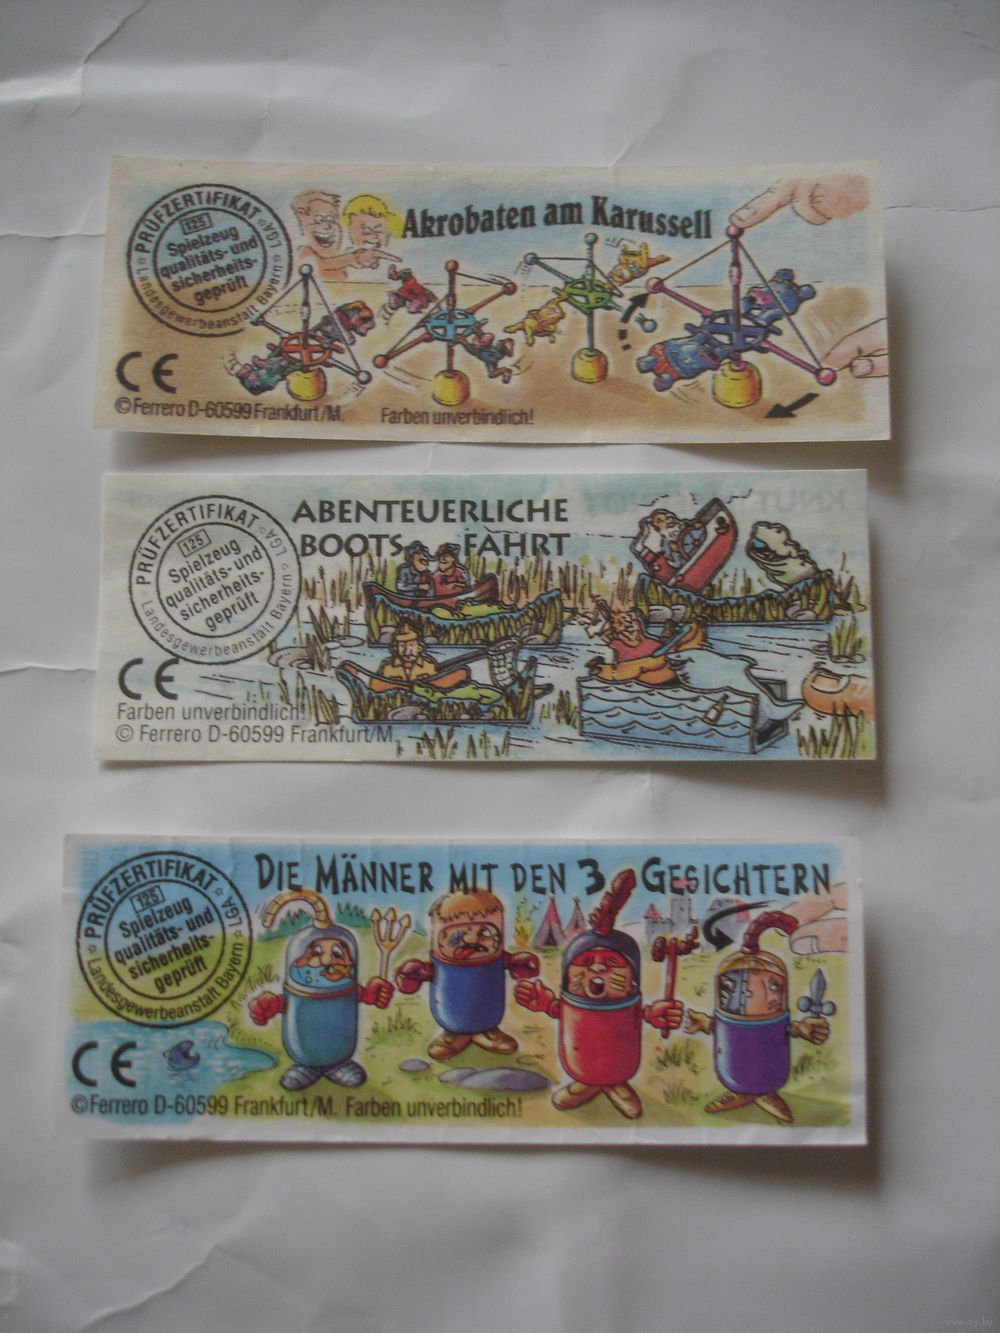 PRÜFZERTIFIKAT
125
Spielzeug
qualitäts- und
sicherheits-
geprüft
Landesgewerbeanstalt Bayern
LGA
Akrobaten am Karussell
CE
© Ferrero D-60599 Frankfurt/M. Farben unverbindlich!
PRÜFZERTIFIKAT
125
Spielzeug
qualitäts- und
sicherheits-
geprüft
Landesgewerbeanstalt Bayern
LGA
ABENTEUERLICHE
BOOTS FAHRT
CE
Farben unverbindlich!
© Ferrero D-60599 Frankfurt/M
PRÜFZERTIFIKAT
125
Spielzeug
qualitäts- und
sicherheits-
geprüft
Landesgewerbeanstalt Bayern
LGA
DIE MÄNNER MIT DEN 3 GESICHTERN
CE
© Ferrero D-60599 Frankfurt/M. Farben unverbindlich!
www.ay.by